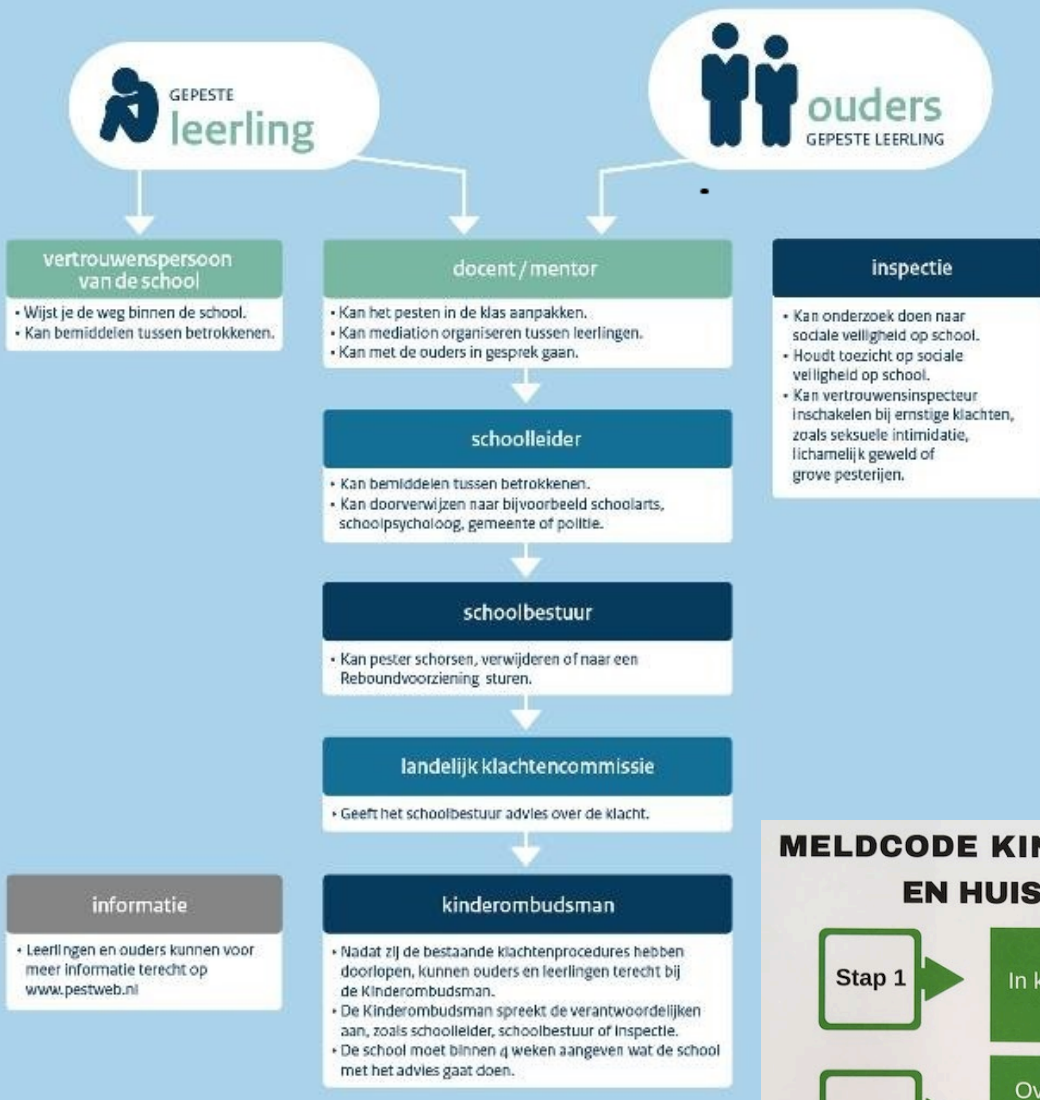 GEPESTE
leerling
ouders
GEPESTE LEERLING
vertrouwenspersoon
van de school
• Wijst je de weg binnen de school.
• Kan bemiddelen tussen betrokkenen.
docent / mentor
• Kan het pesten in de klas aanpakken.
• Kan mediation organiseren tussen leerlingen.
• Kan met de ouders in gesprek gaan.
inspectie
• Kan onderzoek doen naar
sociale veiligheid op school.
• Houdt toezicht op sociale
veiligheid op school.
• Kan vertrouwensinspecteur
inschakelen bij ernstige klachten,
zoals seksuele intimidatie,
lichamelijk geweld of
grove pesterijen.
schoolleider
• Kan bemiddelen tussen betrokkenen.
• Kan doorverwijzen naar bijvoorbeeld schoolarts,
schoolpsycholoog, gemeente of politie.
schoolbestuur
• Kan pester schorsen, verwijderen of naar een
Reboundvoorziening sturen.
landelijk klachtencommissie
• Geeft het schoolbestuur advies over de klacht.
informatie
• Leerlingen en ouders kunnen voor
meer informatie terecht op
www.pestweb.nl
kinderombudsman
• Nadat zij de bestaande klachtenprocedures hebben
doorlopen, kunnen ouders en leerlingen terecht bij
de Kinderombudsman.
• De Kinderombudsman spreekt de verantwoordelijken
aan, zoals schoolleider, schoolbestuur of inspectie.
• De school moet binnen 4 weken aangeven wat de school
met het advies gaat doen.
MELDCODE KIN
EN HUIS
Stap 1
In k
Ov